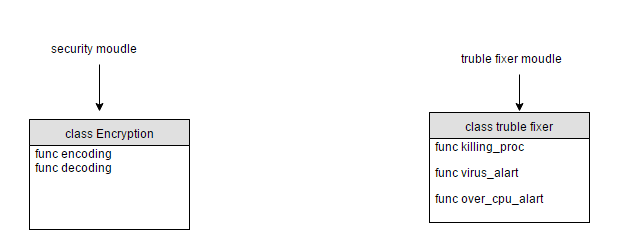 security moudle
class Encryption
func encoding
func decoding
truble fixer moudle
class truble fixer
func killing_proc
func virus_alart
func over_cpu_alart